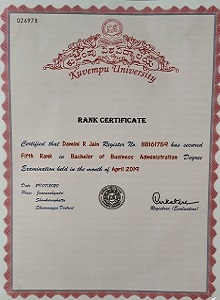 026978
Kuvempu University
RANK CERTIFICATE
Certified that Damini R Jain Register No. BB161759 has secured
Fifth Rank in Bachelor of Business Administration Degree
Examination held in the month of April 2019
Date : 29/07/2020
Place : Jnanasahyadri
Shankaraghatta
Shivamogga District
Registrar (Evaluation)